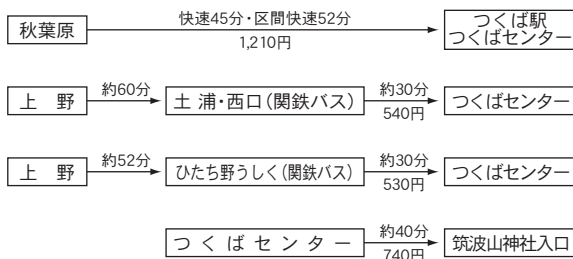 快速45分・区間快速52分
秋葉原 つくば駅
つくばセンター
1,210円
約60分 約30分
上 野 土 浦・西口(関鉄バス) つくばセンター
540円
約52分 約30分
上 野 ひたち野うしく(関鉄バス) つくばセンター
530円
約40分
つくばセンター 筑波山神社入口
740円